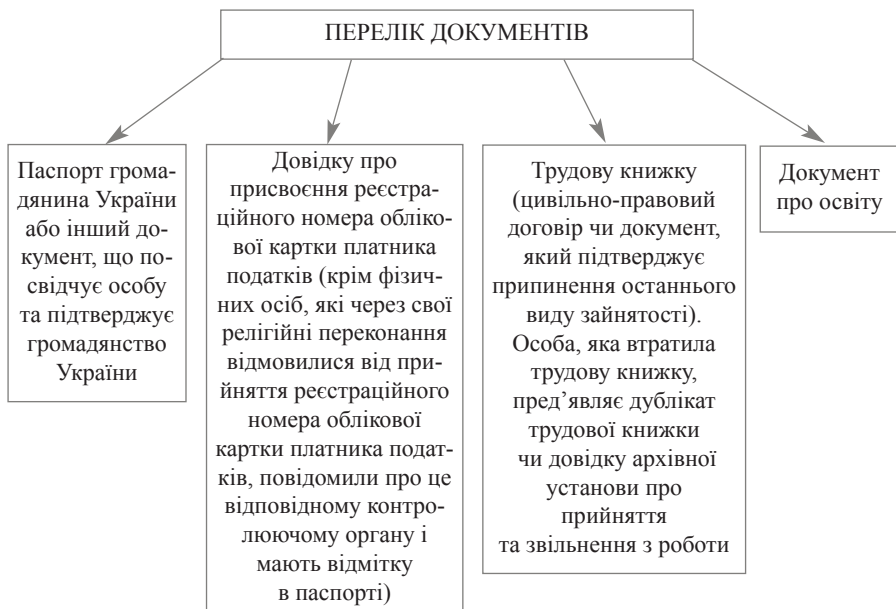 ПЕРЕЛІК ДОКУМЕНТІВ
Паспорт грома-
дянина України
або інший до-
кумент, що по-
свідчує особу
та підтверджує
громадянство
України
Довідку про
присвоєння реєстра-
ційного номера обліко-
вої картки платника
податків (крім фізич-
них осіб, які через свої
релігійні переконання
відмовилися від при-
йняття реєстраційного
номера облікової
картки платника подат-
ків, повідомили про це
відповідному контро-
люючому органу і
мають відмітку
в паспорті)
Трудову книжку
(цивільно-правовий
договір чи документ,
який підтверджує
припинення останнього
виду зайнятості).
Особа, яка втратила
трудову книжку,
пред’являє дублікат
трудової книжки
чи довідку архівної
установи про
прийняття
та звільнення з роботи
Документ
про освіту